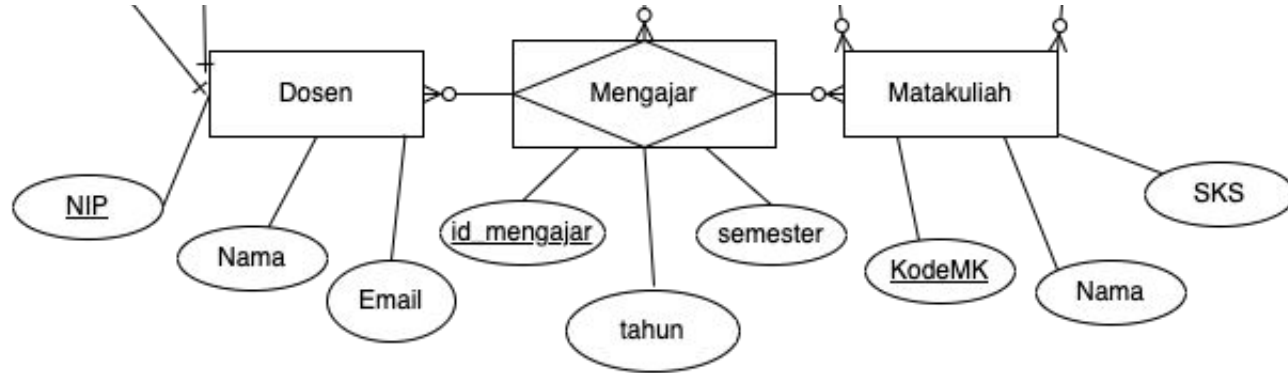 Dosen
Mengajar
Matakuliah
NIP
Nama
Email
id_mengajar
tahun
semester
KodeMK
Nama
SKS